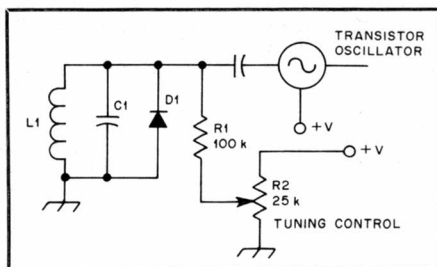 TRANSISTOR
OSCILLATOR
L1
C1
D1
R1
100 k
+V
+V
R2
25 k
TUNING CONTROL